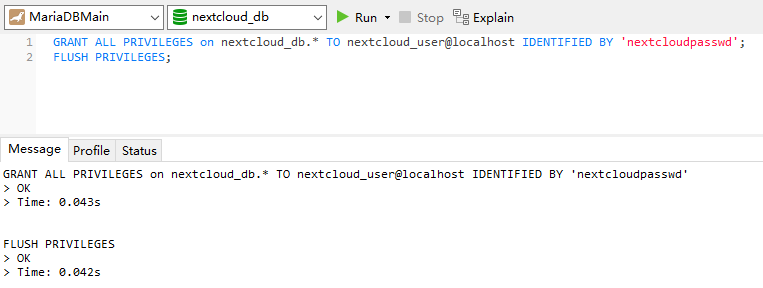 MariaDBMain nextcloud_db Run Stop Explain
1 GRANT ALL PRIVILEGES on nextcloud_db.* TO nextcloud_user@localhost IDENTIFIED BY 'nextcloudpasswd';
2 FLUSH PRIVILEGES;
Message Profile Status
GRANT ALL PRIVILEGES on nextcloud_db.* TO nextcloud_user@localhost IDENTIFIED BY 'nextcloudpasswd'
> OK
> Time: 0.043s
FLUSH PRIVILEGES
> OK
> Time: 0.042s